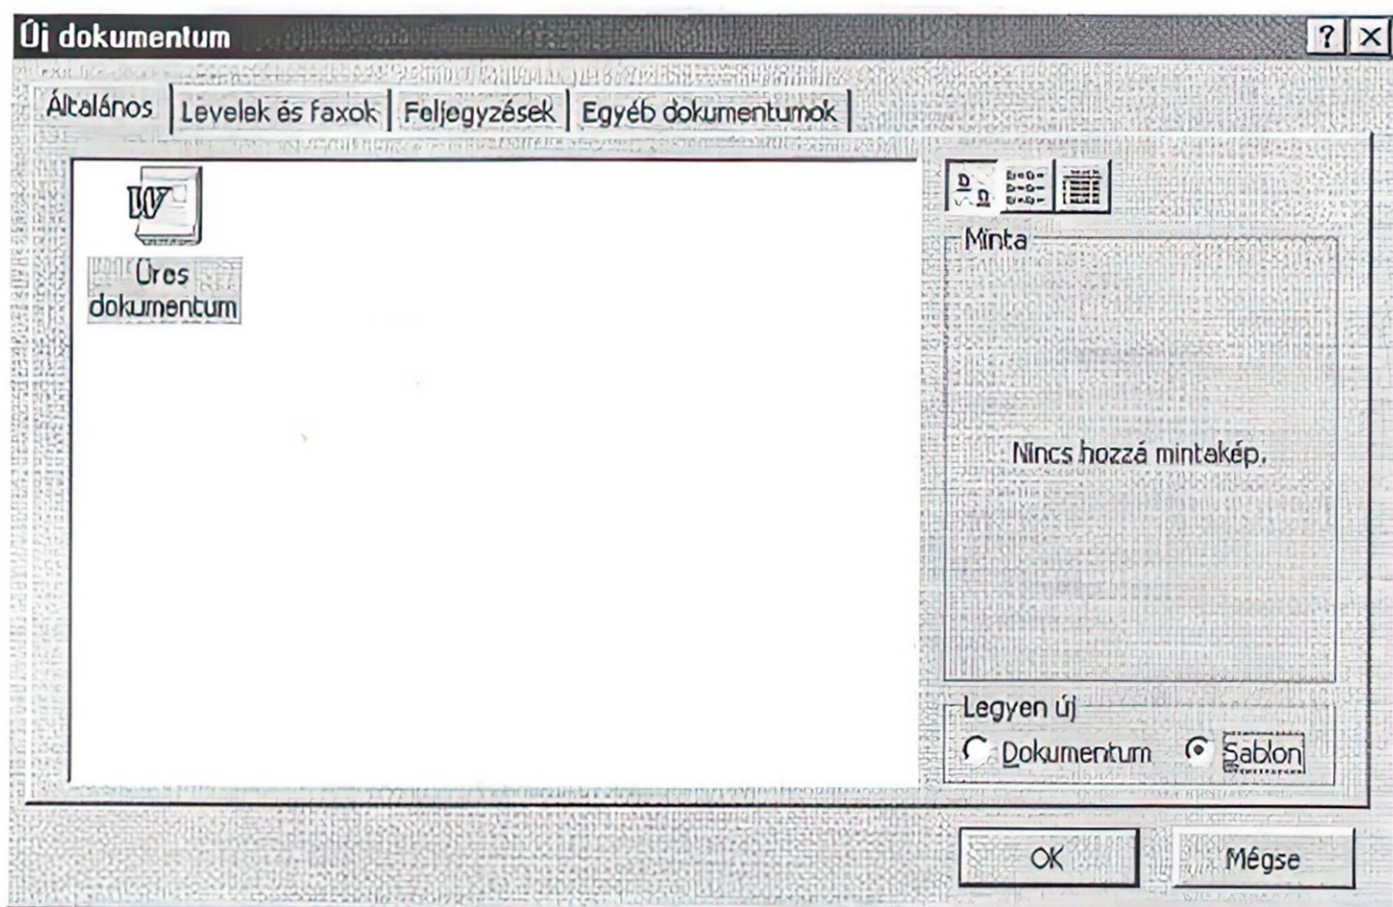 Új dokumentum
Általános
Levelek és faxok
Feljegyzések
Egyéb dokumentumok
W
Üres
dokumentum
Minta
Nincs hozzá mintakép.
Legyen új
Dokumentum
Sablon
OK
Mégse